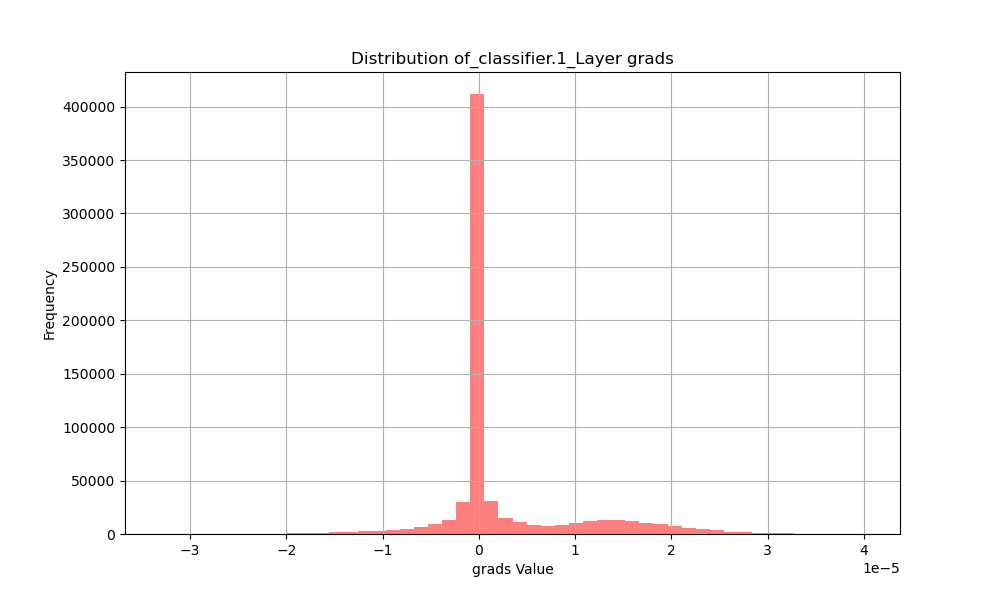 Distribution of_classifier.1_Layer grads
400000
350000
300000
250000
200000
150000
100000
50000
0
Frequency
−3 −2 −1 0 1 2 3 4
1e−5
grads Value